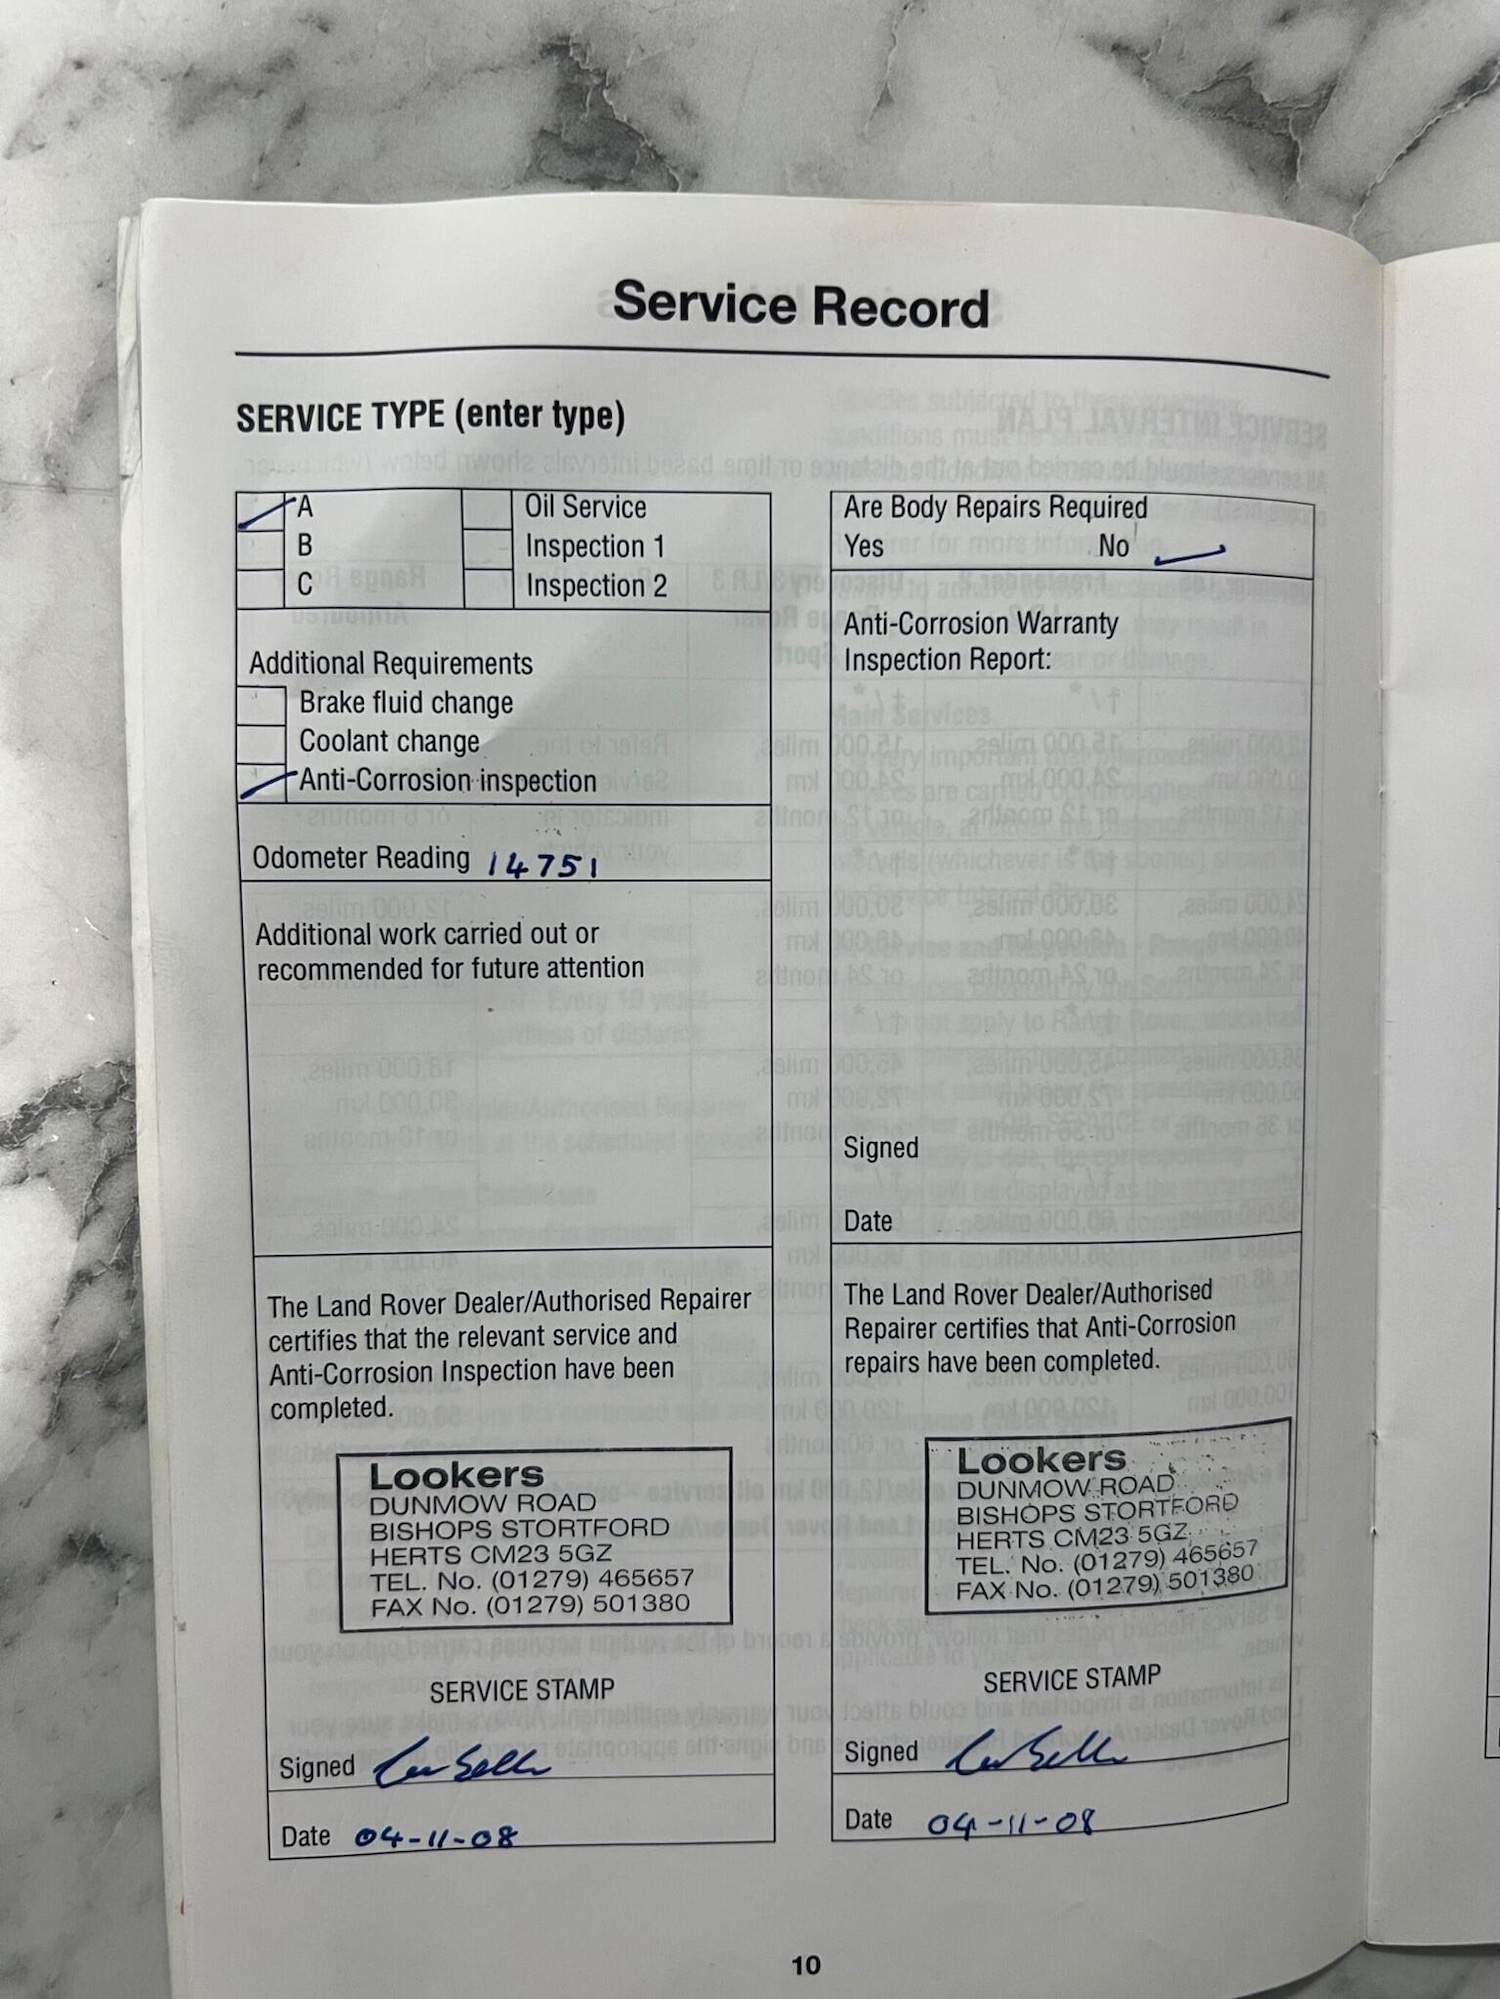 Service Record
SERVICE TYPE (enter type)
A
Oil Service
B
Inspection 1
C
Inspection 2
Additional Requirements
Brake fluid change
Coolant change
Anti-Corrosion inspection
Odometer Reading 14751
Additional work carried out or
recommended for future attention
The Land Rover Dealer/Authorised Repairer
certifies that the relevant service and
Anti-Corrosion Inspection have been
completed.
Lookers
DUNMOW ROAD
BISHOPS STORTFORD
HERTS CM23 5GZ
TEL. No. (01279) 465657
FAX No. (01279) 501380
SERVICE STAMP
Signed
Date 04-11-08
Are Body Repairs Required
Yes No
Anti-Corrosion Warranty
Inspection Report:
Signed
Date
The Land Rover Dealer/Authorised
Repairer certifies that Anti-Corrosion
repairs have been completed.
Lookers
DUNMOW ROAD
BISHOPS STORTFORD
HERTS CM23 5GZ
TEL. No. (01279) 465657
FAX No. (01279) 501380
SERVICE STAMP
Signed
Date 04-11-08
10